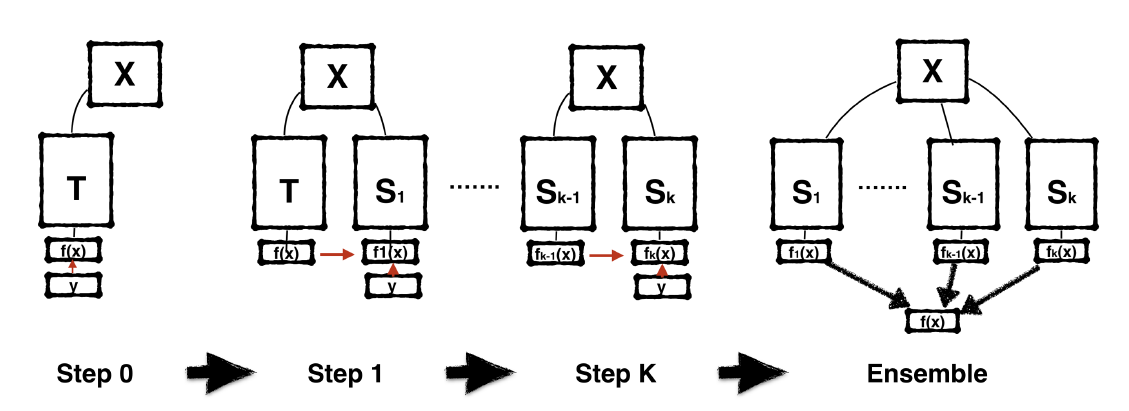 X
T
f(x)
y
Step 0
X
T
S1
f(x)
f1(x)
y
Step 1
.......
X
Sk-1
Sk
fk-1(x)
fk(x)
y
Step K
X
S1
.......
Sk-1
Sk
f1(x)
fk-1(x)
fk(x)
f(x)
Ensemble